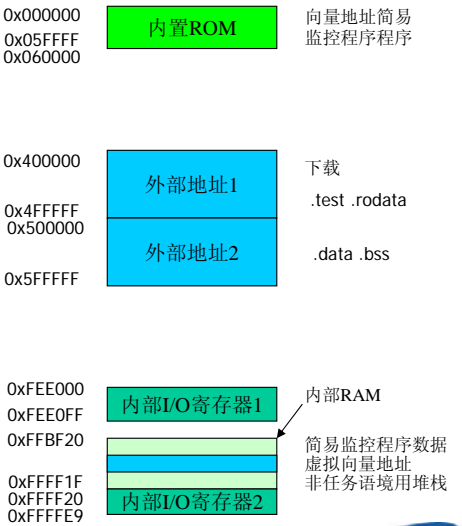 0x000000
内置ROM
向量地址简易
监控程序程序
0x05FFFF
0x060000
0x400000
外部地址1
下载
.test .rodata
0x4FFFFF
0x500000
外部地址2
.data .bss
0x5FFFFF
0xFEE000
内部I/O寄存器1
内部RAM
0xFEE0FF
0xFFBF20
简易监控程序数据
虚拟向量地址
非任务语境用堆栈
0xFFFF1F
0xFFFF20
内部I/O寄存器2
0xFFFFE9